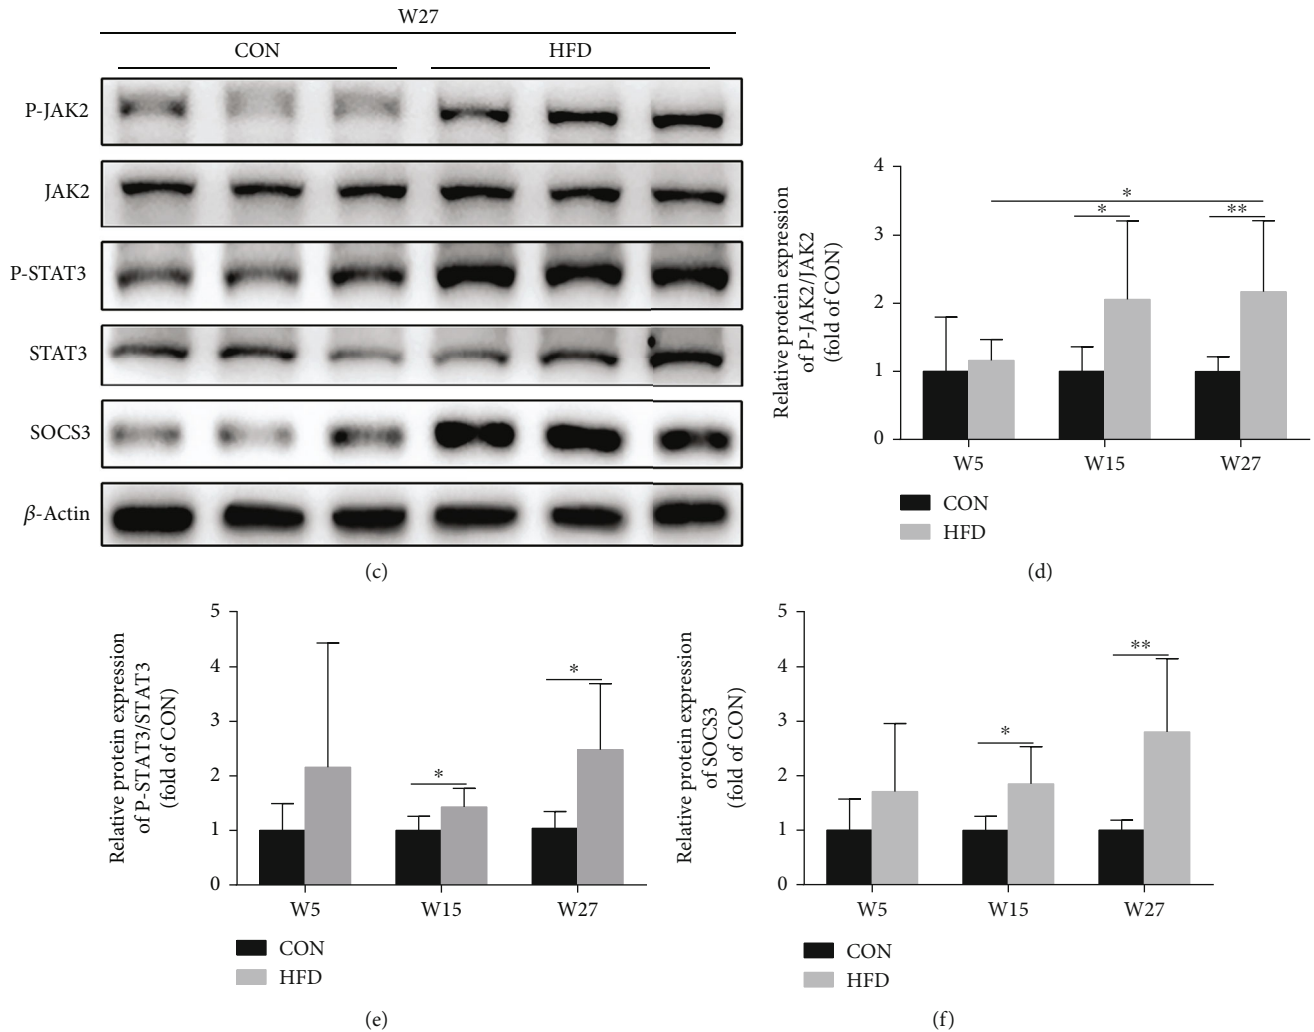 W27
CON HFD
P-JAK2
JAK2
P-STAT3
STAT3
SOCS3
β-Actin
(c)
Relative protein expression
of P-JAK2/JAK2
(fold of CON)
4
3
2
1
0
*
*
**
W5 W15 W27
CON
HFD
(d)
Relative protein expression
of P-STAT3/STAT3
(fold of CON)
5
4
3
2
1
0
*
*
W5 W15 W27
CON
HFD
(e)
Relative protein expression
of SOCS3
(fold of CON)
5
4
3
2
1
0
*
**
W5 W15 W27
CON
HFD
(f)